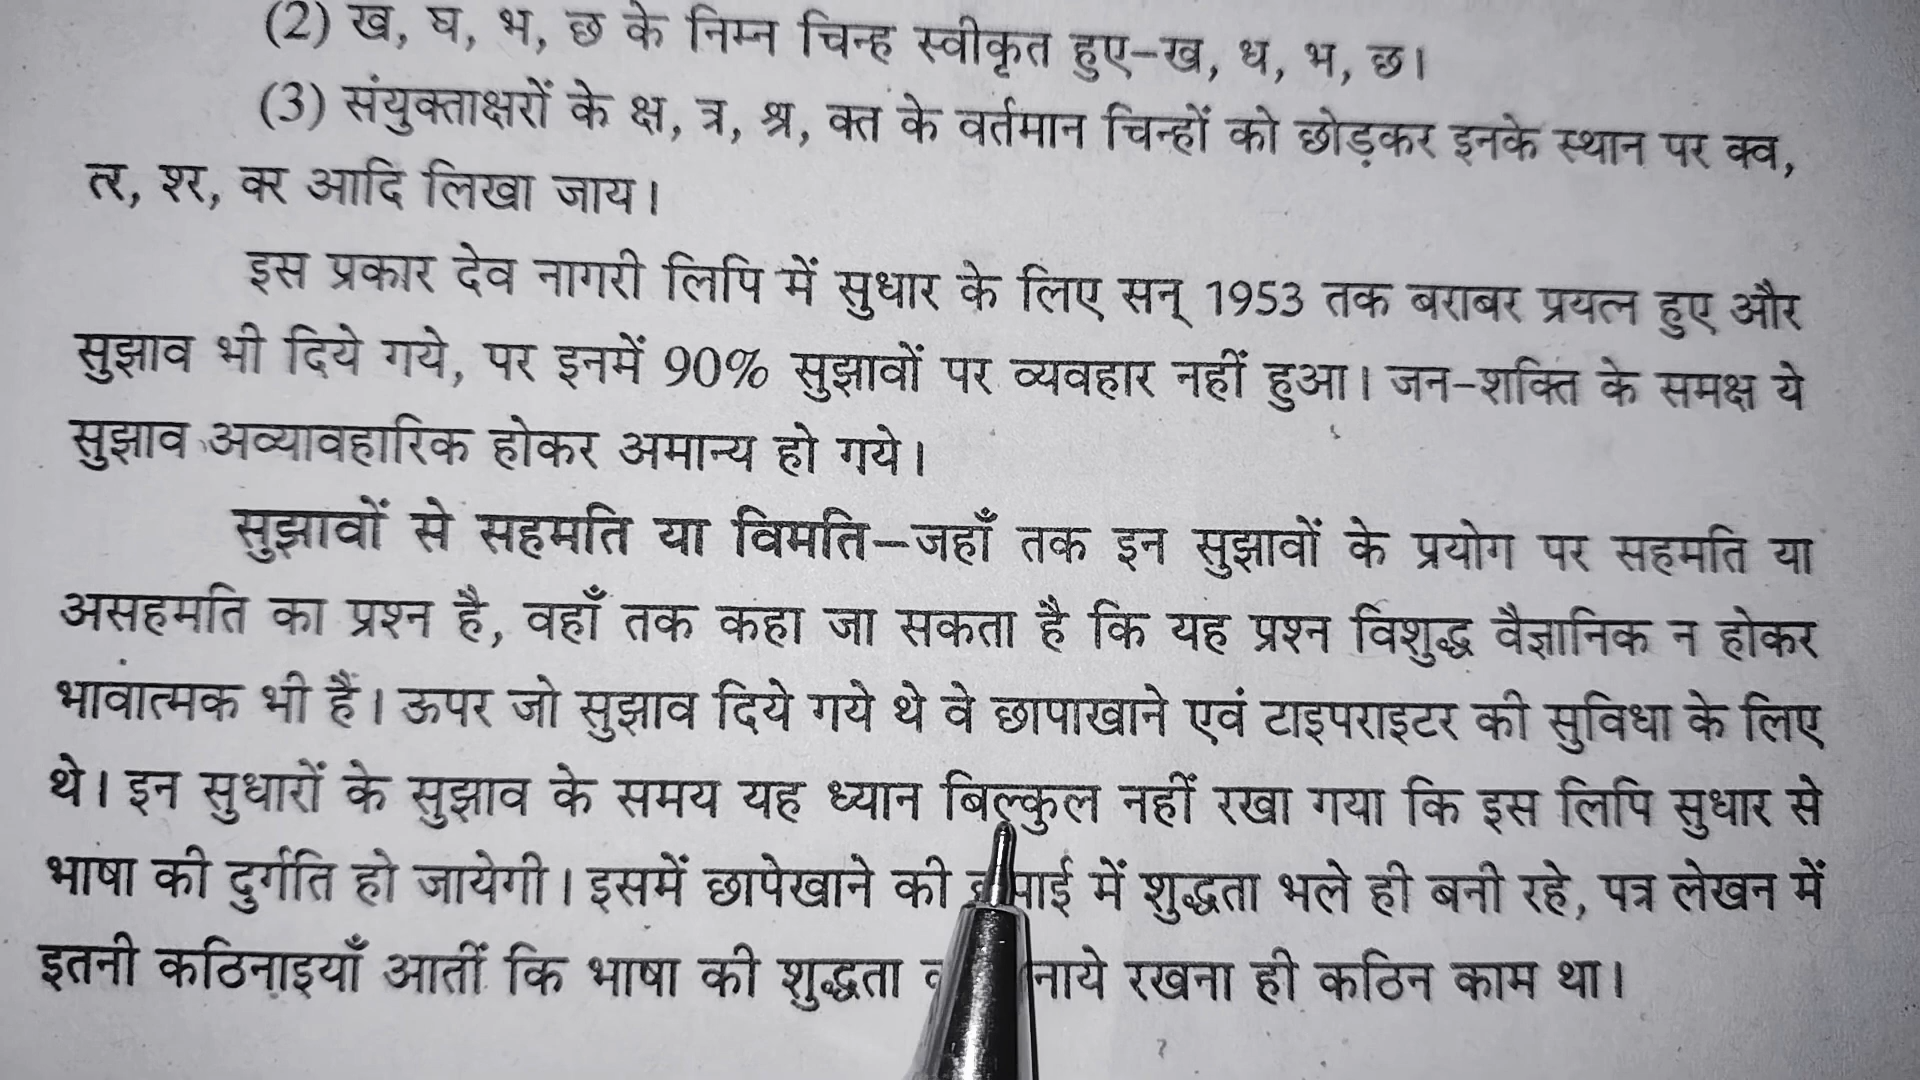 (2) ख, घ, भ, छ के निम्न चिन्ह स्वीकृत हुए–ख, ध, भ, छ।
(3) संयुक्ताक्षरों के क्ष, त्र, श्र, क्त के वर्तमान चिन्हों को छोड़कर इनके स्थान पर क्व,
त्र, श्र, क्र आदि लिखा जाय।
इस प्रकार देव नागरी लिपि में सुधार के लिए सन् 1953 तक बराबर प्रयत्न हुए और
सुझाव भी दिये गये, पर इनमें 90% सुझावों पर व्यवहार नहीं हुआ। जन-शक्ति के समक्ष ये
सुझाव अव्यावहारिक होकर अमान्य हो गये।
सुझावों से सहमति या विमति–जहाँ तक इन सुझावों के प्रयोग पर सहमति या
असहमति का प्रश्न है, वहाँ तक कहा जा सकता है कि यह प्रश्न विशुद्ध वैज्ञानिक न होकर
भावात्मक भी हैं। ऊपर जो सुझाव दिये गये थे वे छापाखाने एवं टाइपराइटर की सुविधा के लिए
थे। इन सुधारों के सुझाव के समय यह ध्यान बिल्कुल नहीं रखा गया कि इस लिपि सुधार से
भाषा की दुर्गति हो जायेगी। इसमें छापेखाने की में शुद्धता भले ही बनी रहे, पत्र लेखन में
इतनी कठिनाइयाँ आतीं कि भाषा की शुद्धता रखना ही कठिन काम था।